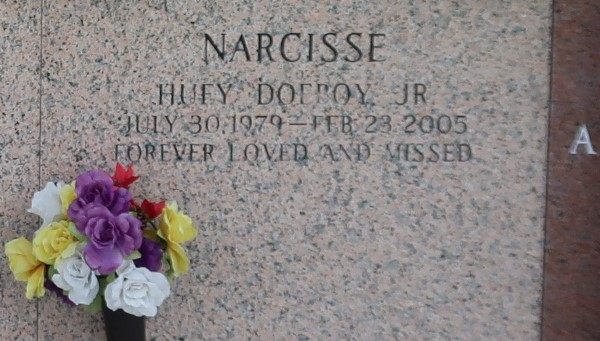 NARCISSE
HUEY DOEBOY JR
JULY 30, 1979 – FEB 23, 2005
FOREVER LOVED AND MISSED
A